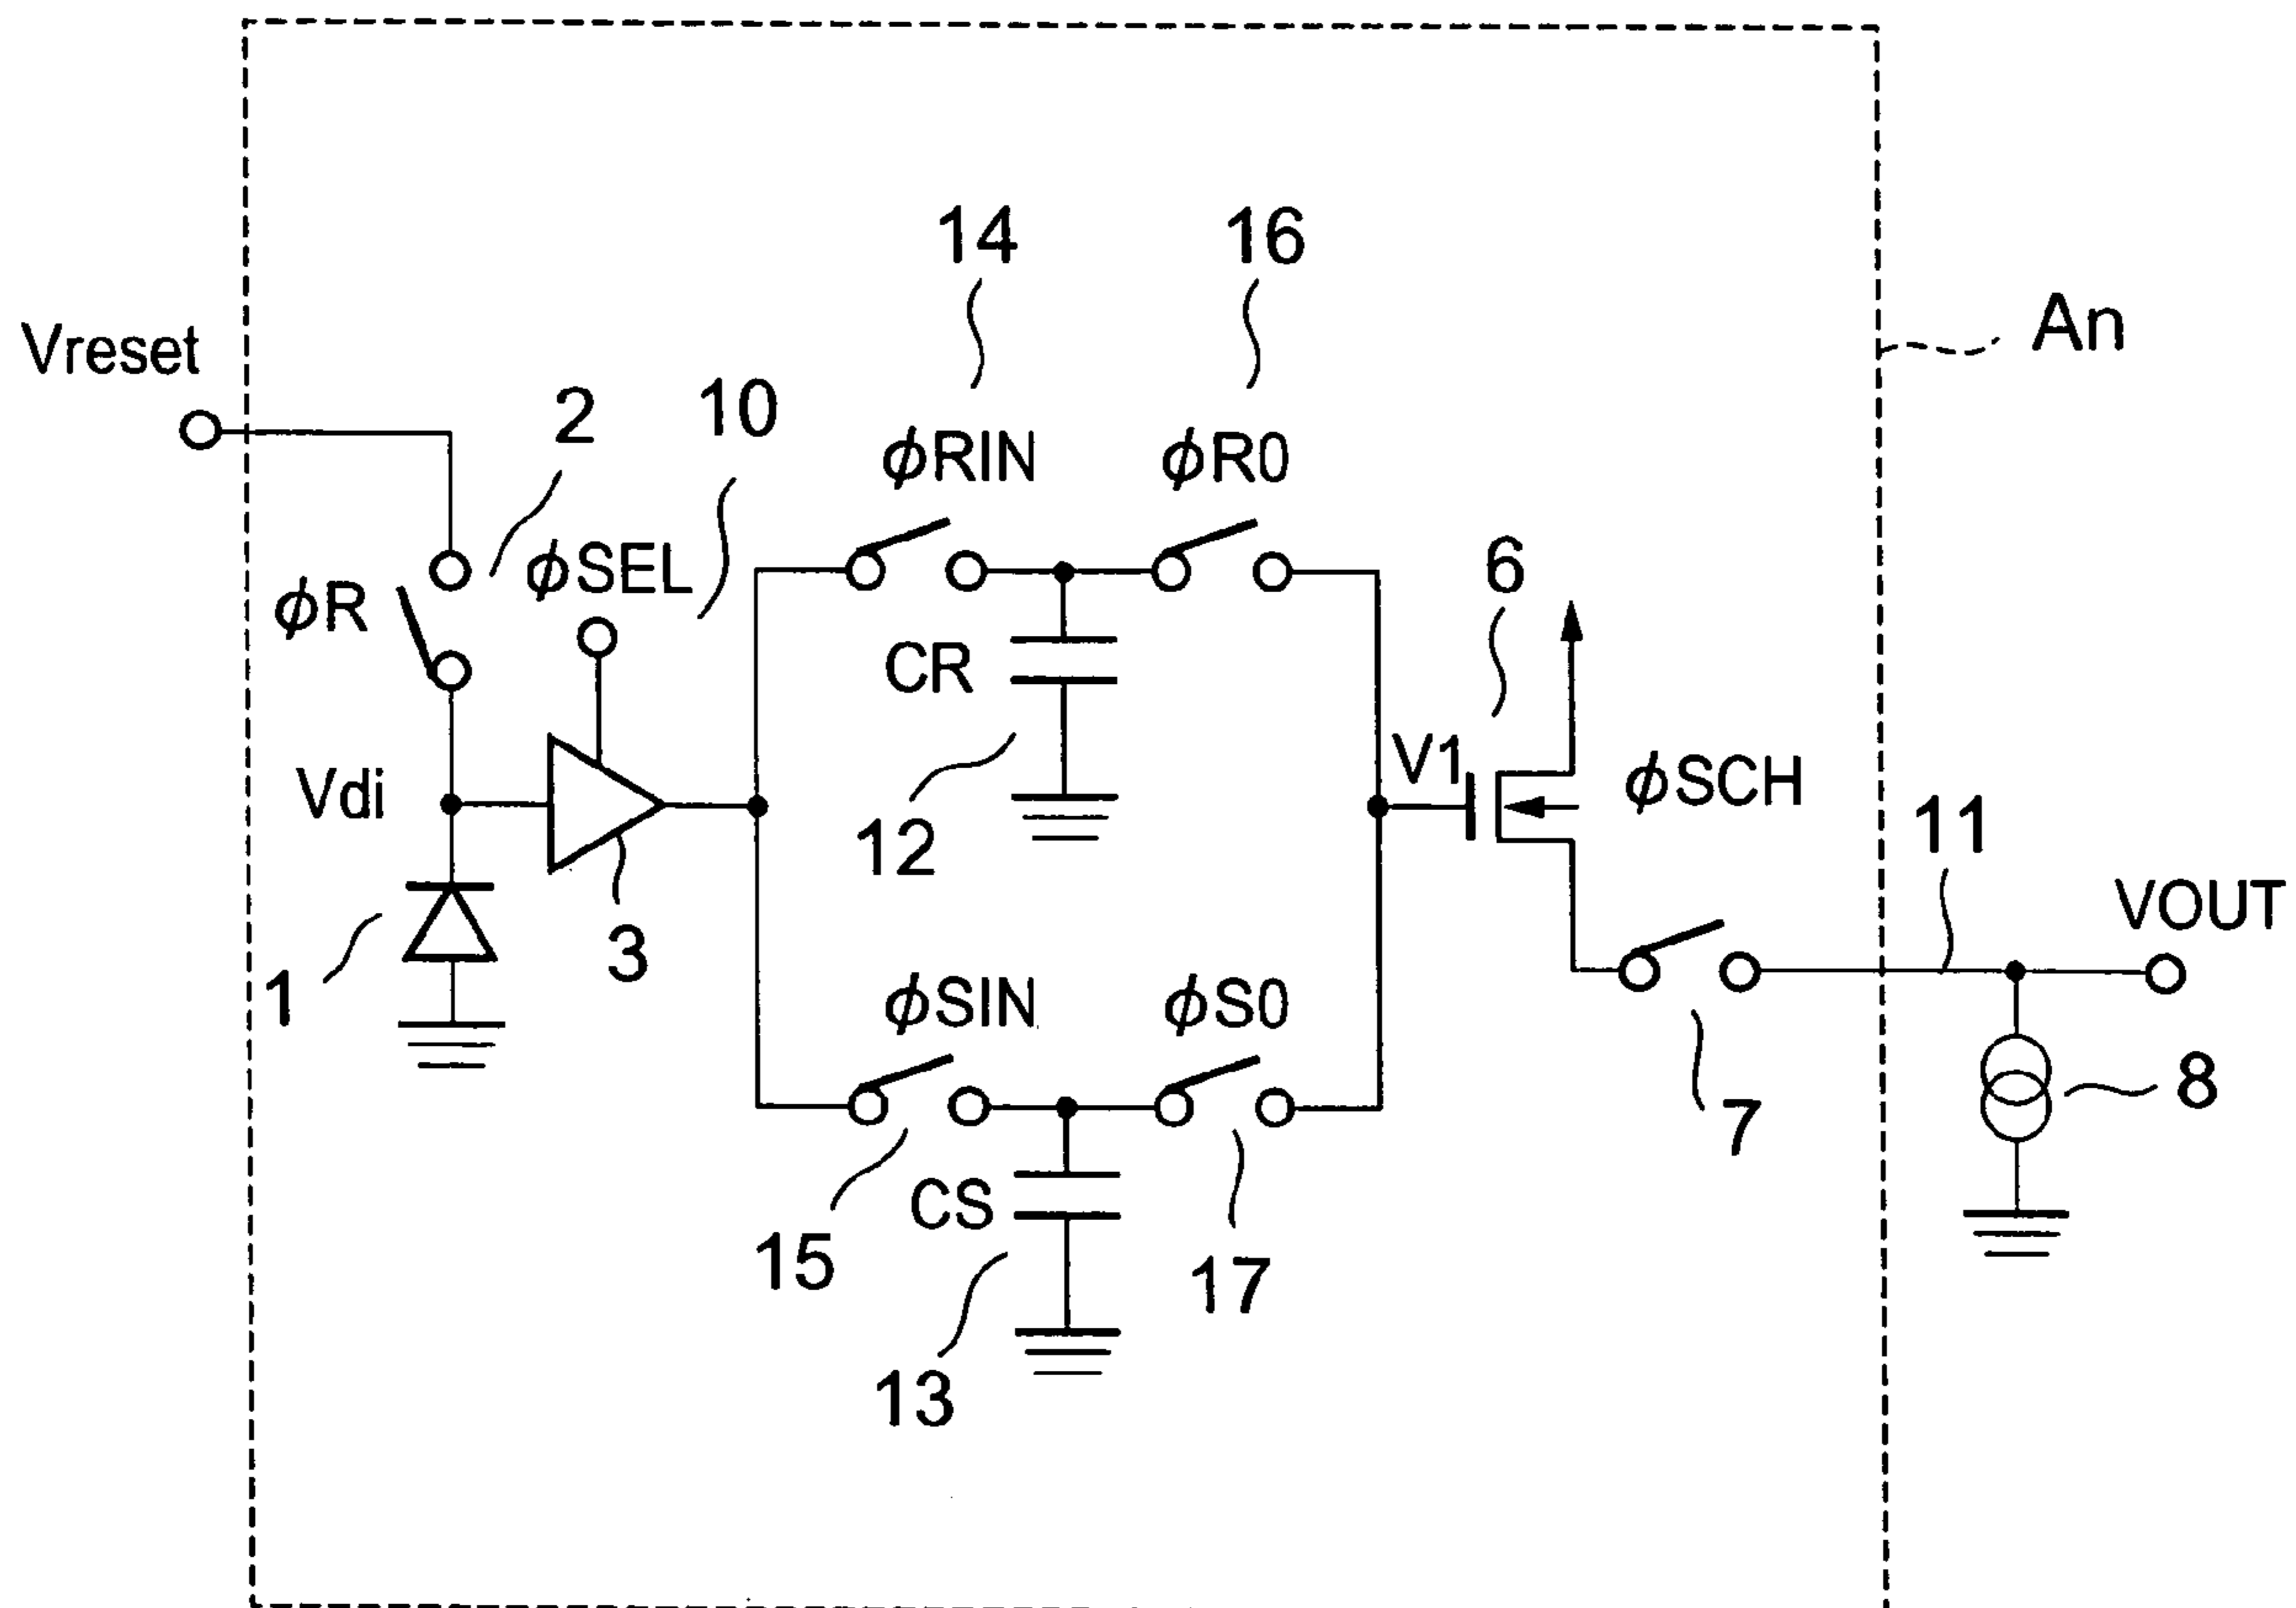 14
16
An
Vreset
2
10
ϕRIN
ϕR0
ϕSEL
6
ϕR
CR
V1
ϕSCH
Vdi
11
12
VOUT
3
1
ϕSIN
ϕS0
8
7
CS
15
17
13